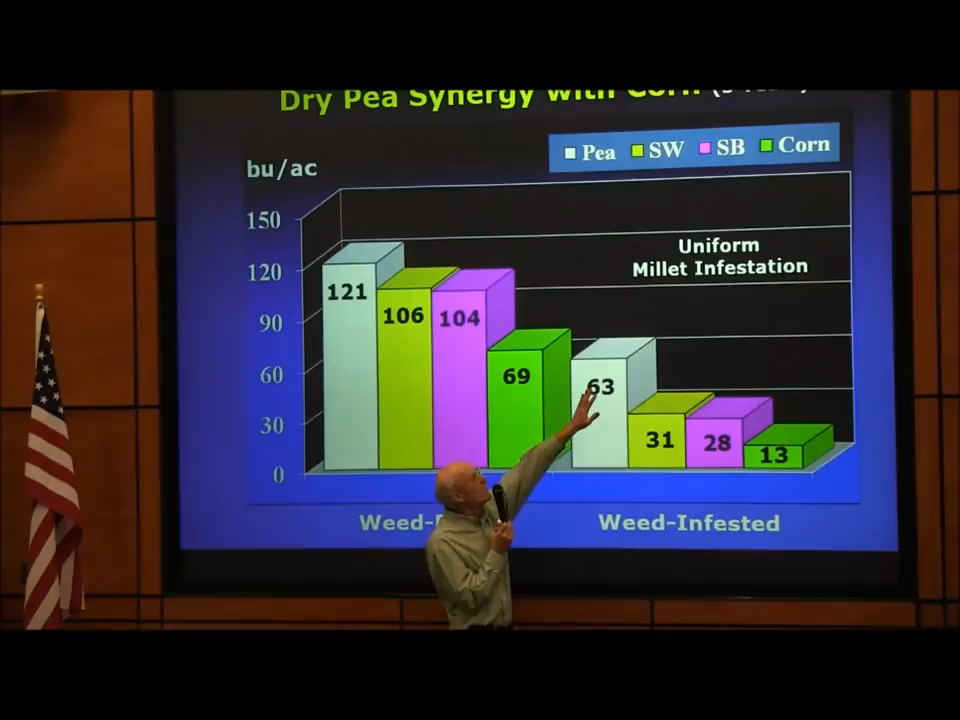 Dry Pea Synergy with Corn
Pea SW SB Corn
bu/ac
150
120
90
60
30
0
Uniform
Millet Infestation
121
106
104
69
63
31
28
13
Weed-Infested